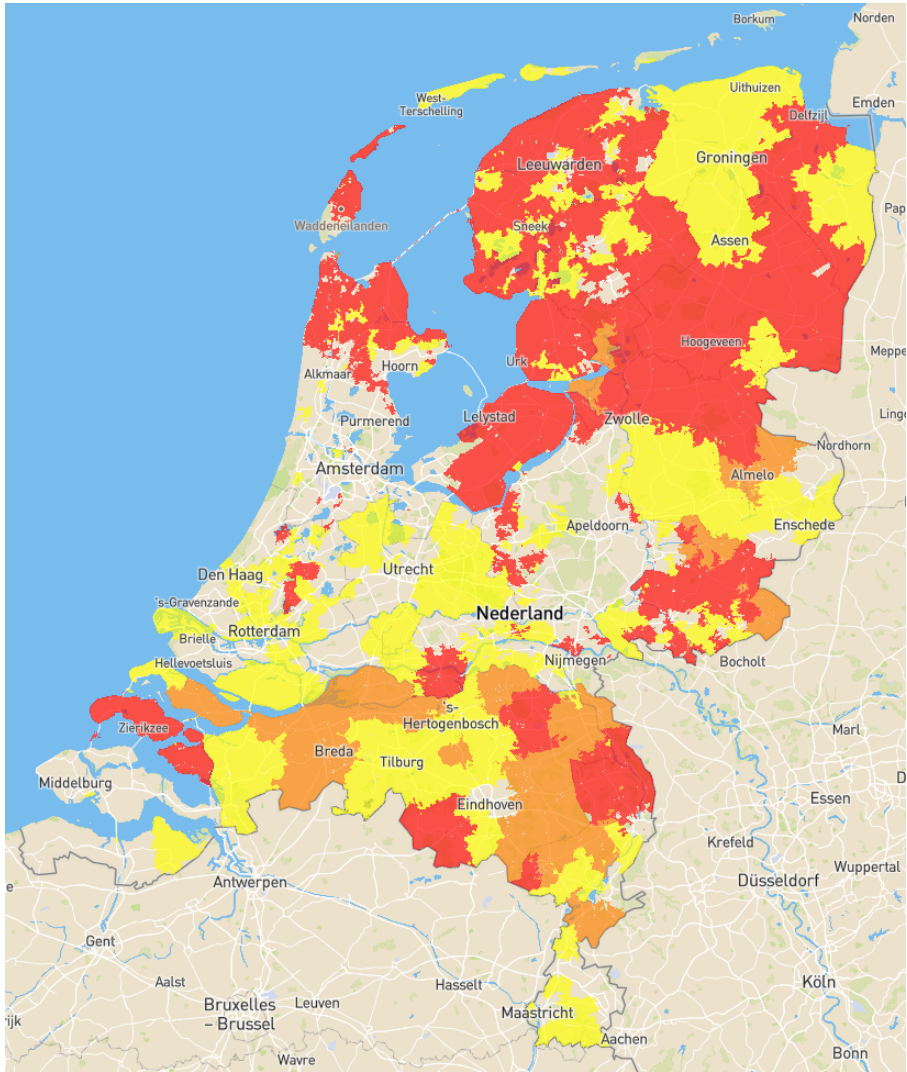 Borkum
Norden
West-
Terschelling
Uithuizen
Emden
Delfzijl
Leeuwarden
Groningen
Pap
Waddeneilanden
Sneek
Assen
Hoogeveen
Meppe
Urk
Alkmaar
Hoorn
Purmerend
Lelystad
Zwolle
Ling
Nordhorn
Amsterdam
Almelo
Apeldoorn
Enschede
Den Haag
Utrecht
's-Gravenzande
Nederland
Brielle
Rotterdam
Hellevoetsluis
Nijmegen
Bocholt
's-
Hertogenbosch
Zierikzee
Marl
Breda
Tilburg
Middelburg
D
Eindhoven
Essen
Krefeld
Wuppertal
Antwerpen
Düsseldorf
e
Gent
Aalst
Hasselt
Köln
Bruxelles
– Brussel
Leuven
Maastricht
ijk
Aachen
Wavre
Bonn